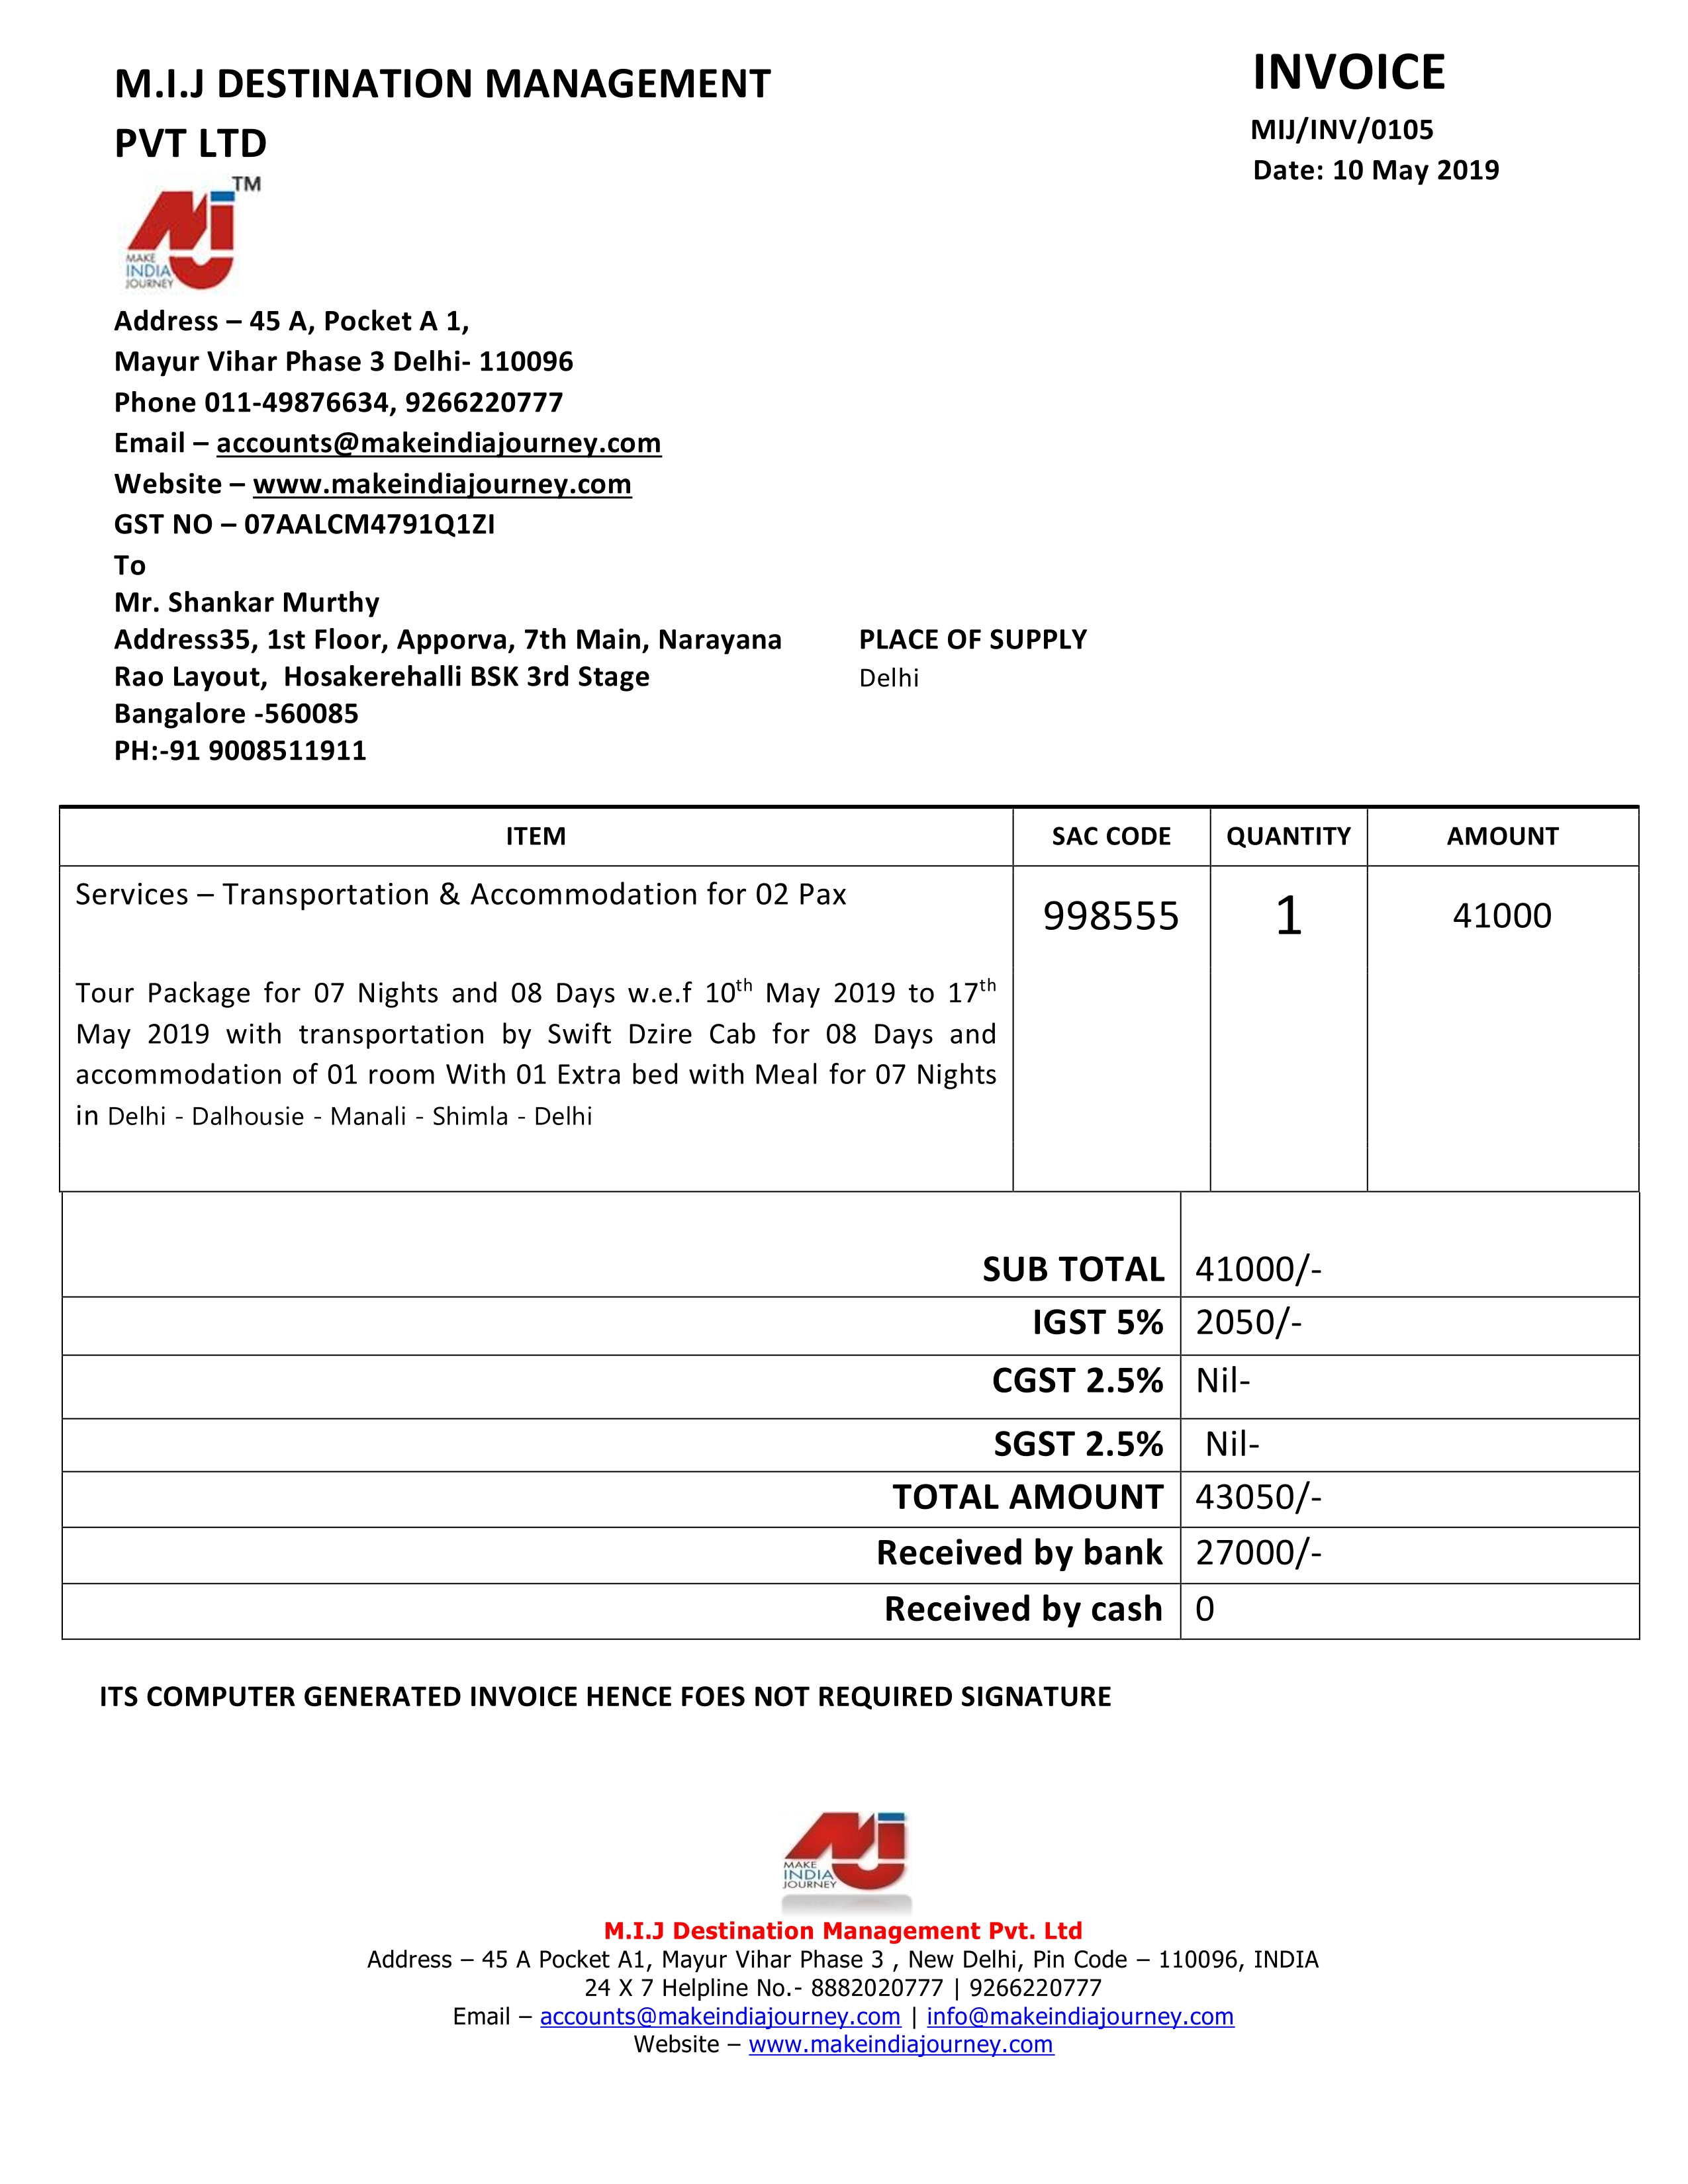 M.I.J DESTINATION MANAGEMENT
PVT LTD
INVOICE
MIJ/INV/0105
Date: 10 May 2019
TM
MAKE
INDIA
JOURNEY
Address – 45 A, Pocket A 1,
Mayur Vihar Phase 3 Delhi- 110096
Phone 011-49876634, 9266220777
Email – accounts@makeindiajourney.com
Website – www.makeindiajourney.com
GST NO – 07AALCM4791Q1ZI
To
Mr. Shankar Murthy
Address35, 1st Floor, Apporva, 7th Main, Narayana
Rao Layout,  Hosakerehalli BSK 3rd Stage
Bangalore -560085
PH:-91 9008511911
PLACE OF SUPPLY
Delhi
ITEM SAC CODE QUANTITY AMOUNT
Services – Transportation & Accommodation for 02 Pax 998555 1 41000
Tour Package for 07 Nights and 08 Days w.e.f 10th May 2019 to 17th
May 2019 with transportation by Swift Dzire Cab for 08 Days and
accommodation of 01 room With 01 Extra bed with Meal for 07 Nights
in Delhi - Dalhousie - Manali - Shimla - Delhi
SUB TOTAL 41000/-
IGST 5% 2050/-
CGST 2.5% Nil-
SGST 2.5% Nil-
TOTAL AMOUNT 43050/-
Received by bank 27000/-
Received by cash 0
ITS COMPUTER GENERATED INVOICE HENCE FOES NOT REQUIRED SIGNATURE
MAKE
INDIA
JOURNEY
M.I.J Destination Management Pvt. Ltd
Address – 45 A Pocket A1, Mayur Vihar Phase 3 , New Delhi, Pin Code – 110096, INDIA
24 X 7 Helpline No.- 8882020777 | 9266220777
Email – accounts@makeindiajourney.com | info@makeindiajourney.com
Website – www.makeindiajourney.com